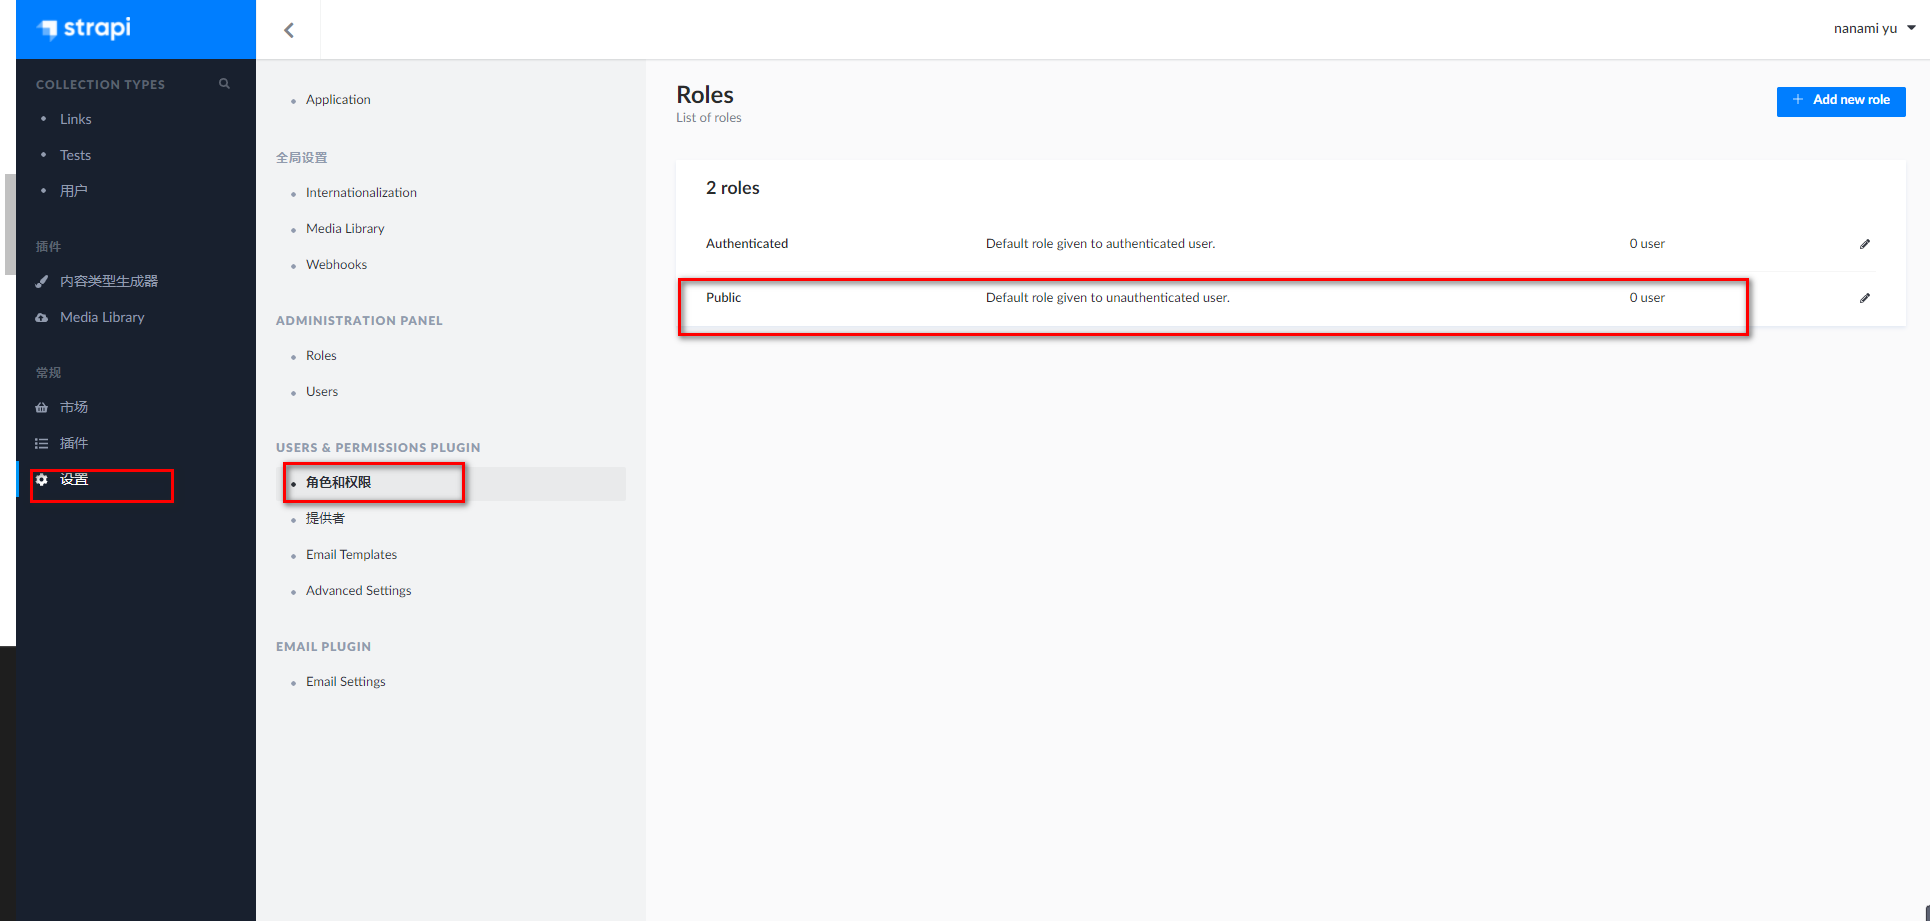 strapi
nanami yu
COLLECTION TYPES
Links
Tests
用户
插件
内容类型生成器
Media Library
常规
市场
插件
设置
Application
全局设置
Internationalization
Media Library
Webhooks
ADMINISTRATION PANEL
Roles
Users
USERS & PERMISSIONS PLUGIN
角色和权限
提供者
Email Templates
Advanced Settings
EMAIL PLUGIN
Email Settings
Roles
List of roles
Add new role
2 roles
Authenticated Default role given to authenticated user. 0 user
Public Default role given to unauthenticated user. 0 user